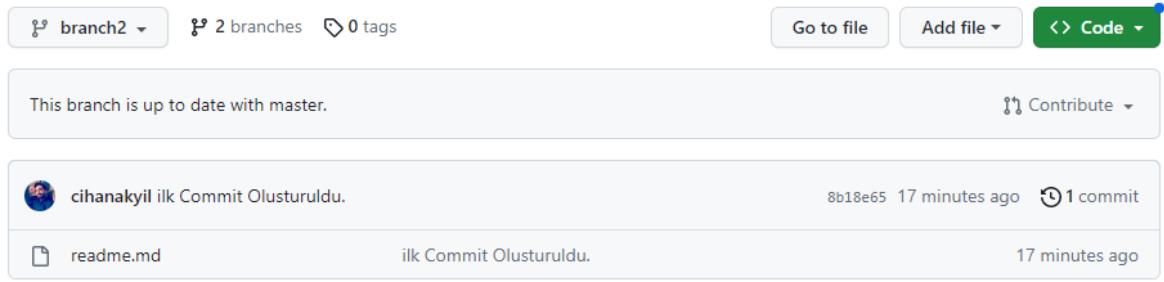 branch2 2 branches 0 tags Go to file Add file <> Code
This branch is up to date with master. Contribute
cihanakyil ilk Commit Olusturuldu. 8b18e65 17 minutes ago 1 commit
readme.md ilk Commit Olusturuldu. 17 minutes ago